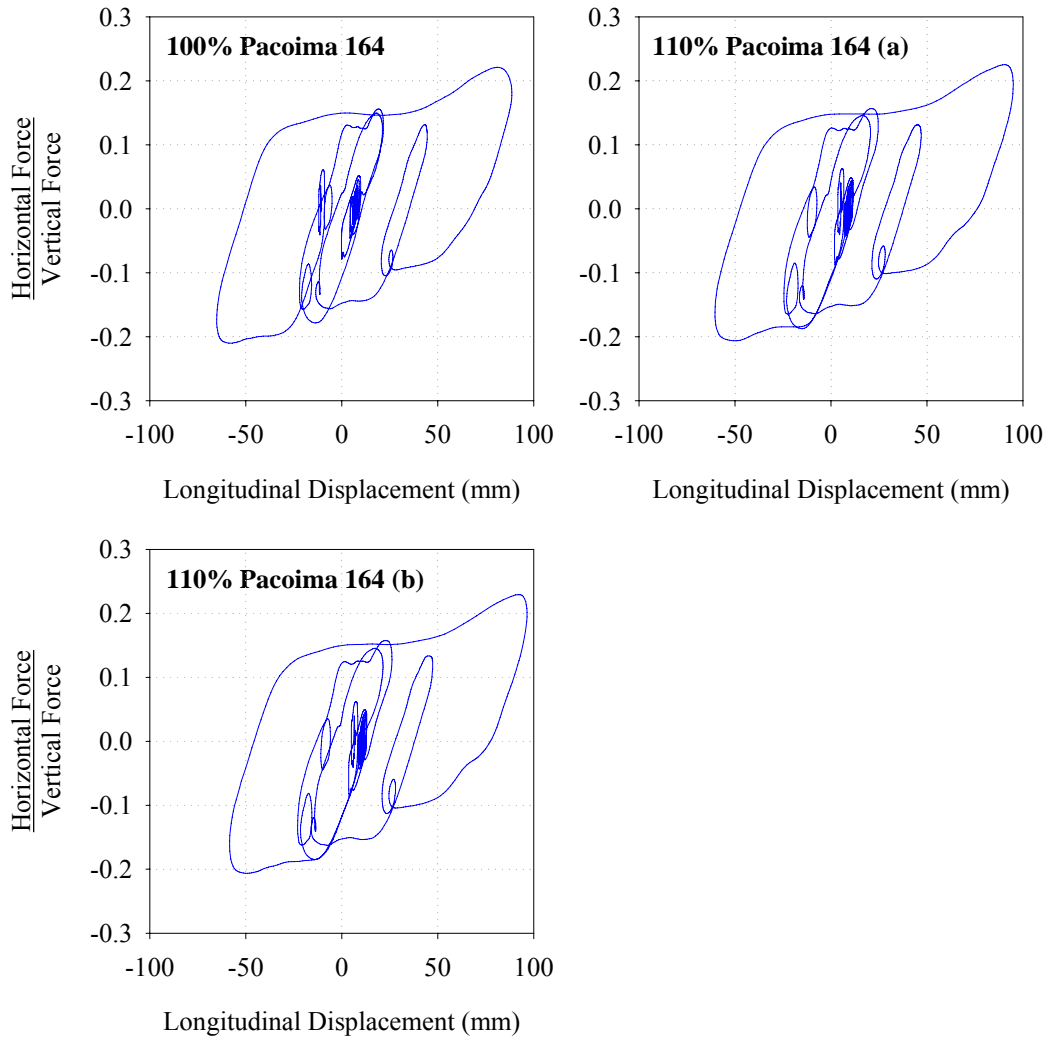 100% Pacoima 164
0.3
0.2
0.1
0.0
-0.1
-0.2
-0.3
-100 -50 0 50 100
Horizontal Force
Vertical Force
Longitudinal Displacement (mm)
110% Pacoima 164 (a)
0.3
0.2
0.1
0.0
-0.1
-0.2
-0.3
-100 -50 0 50 100
Longitudinal Displacement (mm)
110% Pacoima 164 (b)
0.3
0.2
0.1
0.0
-0.1
-0.2
-0.3
-100 -50 0 50 100
Horizontal Force
Vertical Force
Longitudinal Displacement (mm)